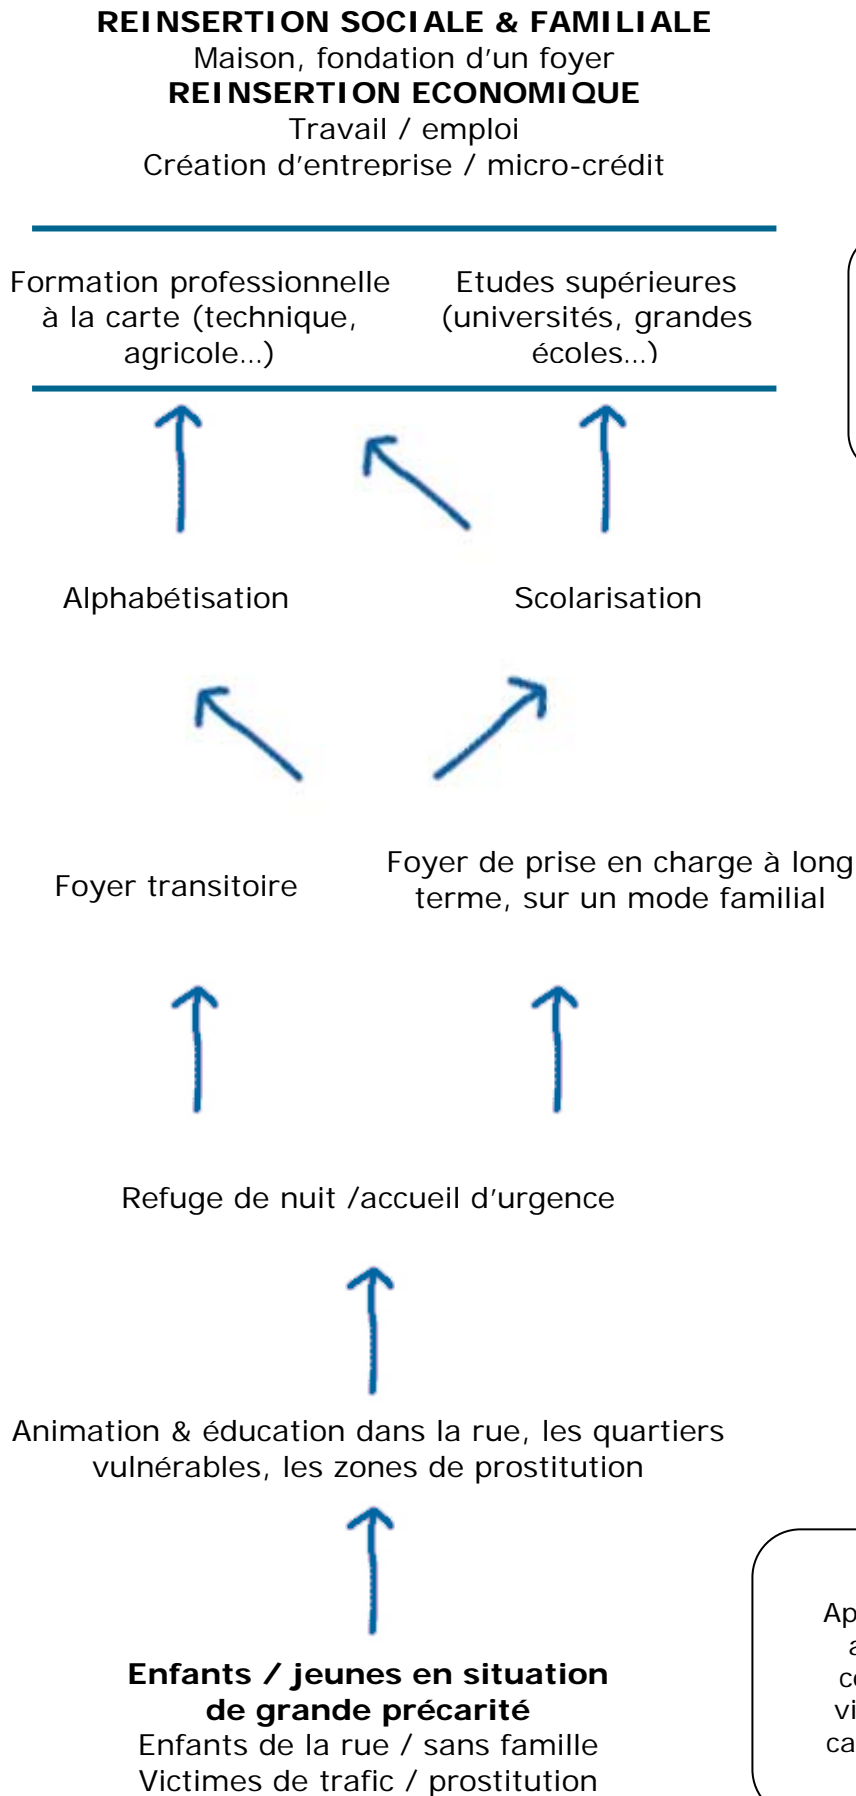 REINSERTION SOCIALE & FAMILIALE
Maison, fondation d'un foyer
REINSERTION ECONOMIQUE
Travail / emploi
Création d'entreprise / micro-crédit
Formation professionnelle
à la carte (technique,
agricole…)
Etudes supérieures
(universités, grandes
écoles…)
Alphabétisation
Scolarisation
Foyer transitoire
Foyer de prise en charge à long
terme, sur un mode familial
Refuge de nuit /accueil d'urgence
Animation & éducation dans la rue, les quartiers
vulnérables, les zones de prostitution
Enfants / jeunes en situation
de grande précarité
Enfants de la rue / sans famille
Victimes de trafic / prostitution